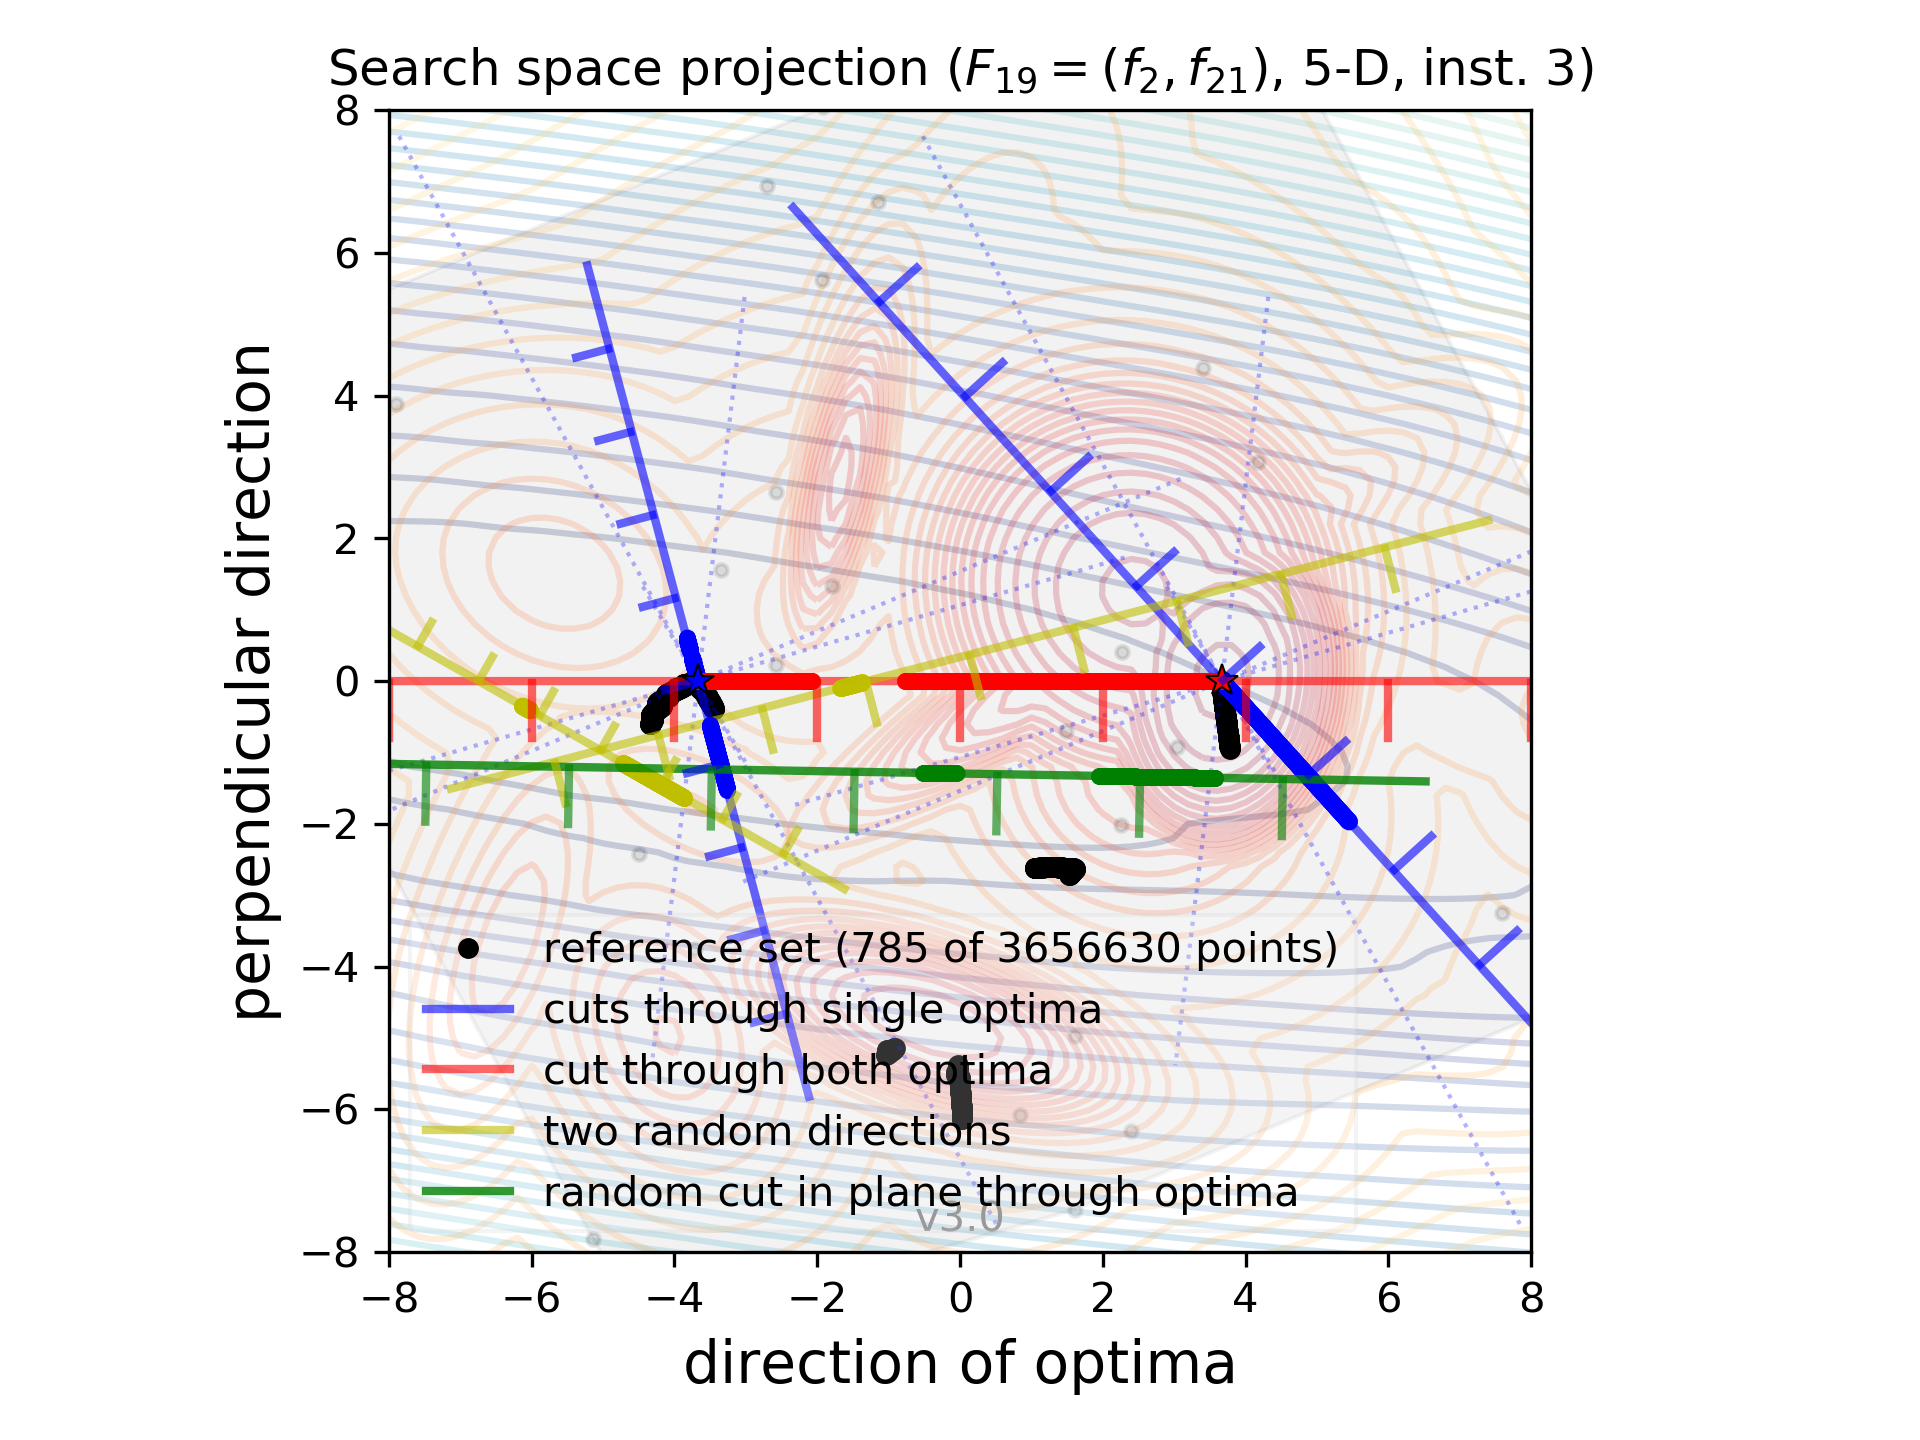 Search space projection (F19 = (f2, f21), 5-D, inst. 3)
8
6
4
2
0
−2
−4
−6
−8
perpendicular direction
reference set (785 of 3656630 points)
cuts through single optima
cut through both optima
two random directions
random cut in plane through optima
v3.0
−8 −6 −4 −2 0 2 4 6 8
direction of optima